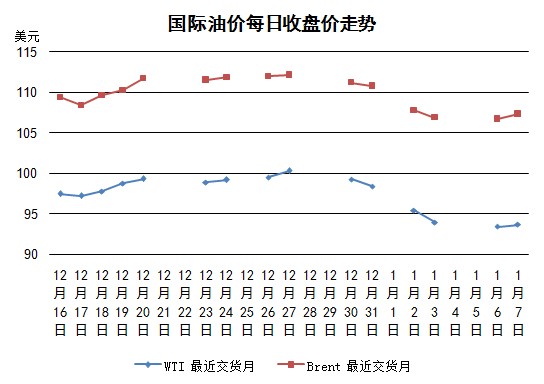 国际油价每日收盘价走势
美元
115
110
105
100
95
90
12月16日
12月17日
12月18日
12月19日
12月20日
12月21日
12月22日
12月23日
12月24日
12月25日
12月26日
12月27日
12月28日
12月29日
12月30日
12月31日
1月1日
1月2日
1月3日
1月4日
1月5日
1月6日
1月7日
WTI 最近交货月
Brent 最近交货月